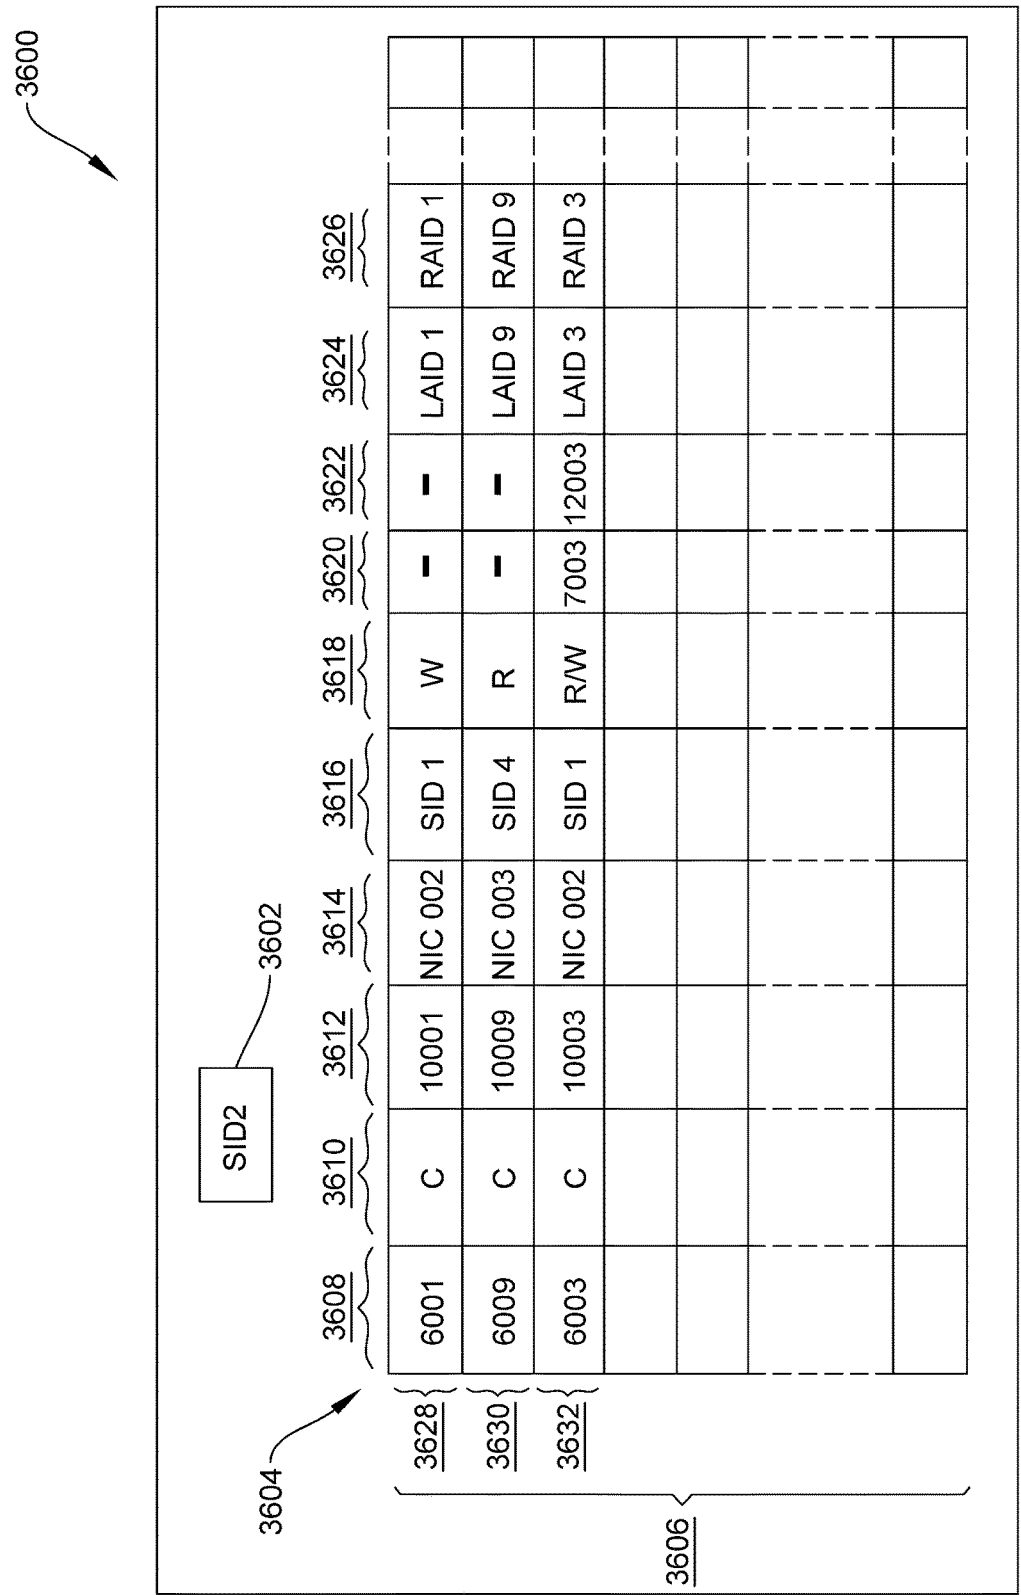 3600
SID2
3602
3604
3608 3610 3612 3614 3616 3618 3620 3622 3624 3626
3628 6001 C 10001 NIC 002 SID 1 W - - LAID 1 RAID 1
3630 6009 C 10009 NIC 003 SID 4 R - - LAID 9 RAID 9
3632 6003 C 10003 NIC 002 SID 1 R/W 7003 12003 LAID 3 RAID 3
3606